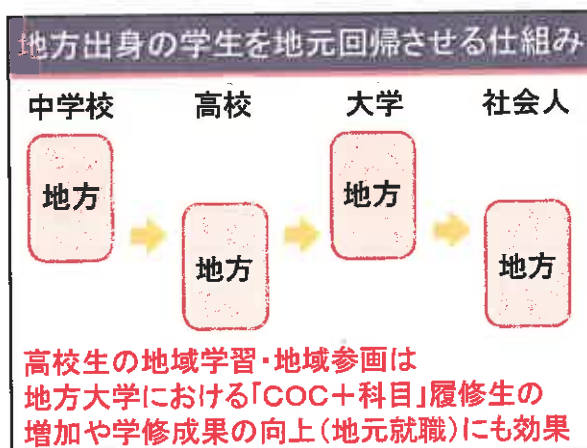 地方出身の学生を地元回帰させる仕組み
中学校 高校 大学 社会人
地方 地方
地方 地方
高校生の地域学習・地域参画は
地方大学における「COC+科目」履修生の
増加や学修成果の向上(地元就職)にも効果